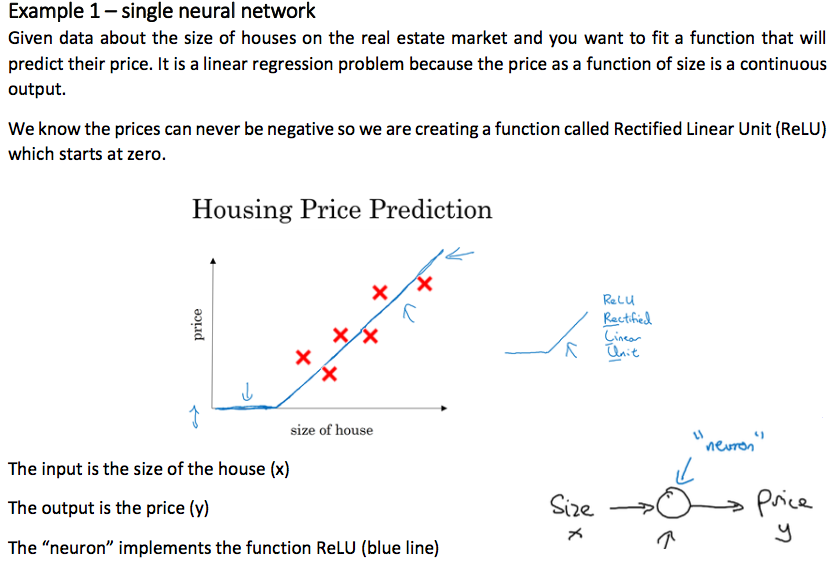 Example 1 – single neural network
Given data about the size of houses on the real estate market and you want to fit a function that will
predict their price. It is a linear regression problem because the price as a function of size is a continuous
output.
We know the prices can never be negative so we are creating a function called Rectified Linear Unit (ReLU)
which starts at zero.
Housing Price Prediction
price
size of house
ReLU
Rectified
Linear
Unit
The input is the size of the house (x)
The output is the price (y)
The “neuron” implements the function ReLU (blue line)
"neuron"
Size
x
Price
y